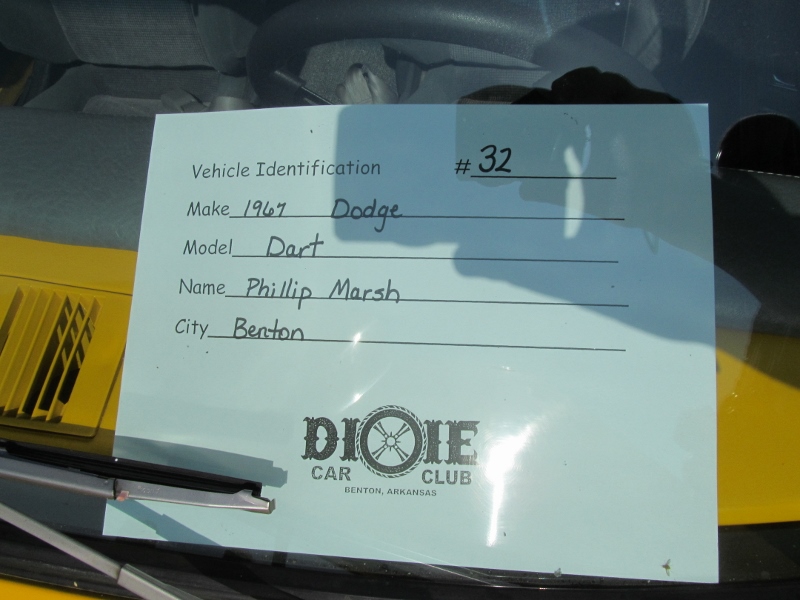 Vehicle Identification #32
Make 1967 Dodge
Model Dart
Name Phillip Marsh
City Benton
DIXIE
CAR CLUB
BENTON, ARKANSAS